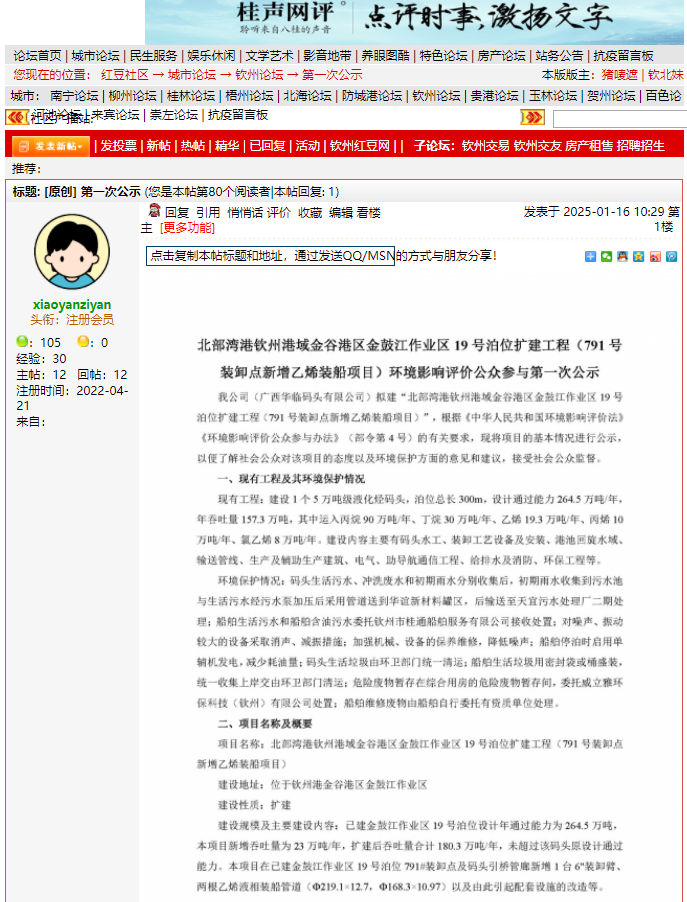 桂声网评
聆听来自八桂的声音
点评时事,激扬文字
论坛首页 | 城市论坛 | 民生服务 | 娱乐休闲 | 文学艺术 | 影音地带 | 养眼图酷 | 特色论坛 | 房产论坛 | 站务公告 | 抗疫留言板
您现在的位置: 红豆社区 → 城市论坛 → 钦州论坛 → 第一次公示 本版版主: 猪唛遮 | 钦北妹
城市: 南宁论坛 | 柳州论坛 | 桂林论坛 | 梧州论坛 | 北海论坛 | 防城港论坛 | 钦州论坛 | 贵港论坛 | 玉林论坛 | 贺州论坛 | 百色论
河池论坛 | 来宾论坛 | 崇左论坛 | 抗疫留言板
发表新帖 | 发投票 | 新帖 | 热帖 | 精华 | 已回复 | 活动 | 钦州红豆网 | | 子论坛: 钦州交易 钦州交友 房产租售 招聘招生
推荐:
标题: [原创] 第一次公示 (您是本帖第80个阅读者|本帖回复: 1)
回复 引用 悄悄话 评价 收藏 编辑 看楼 发表于 2025-01-16 10:29 第
主 [更多功能] 1楼
点击复制本帖标题和地址, 通过发送QQ/MSN的方式与朋友分享!
xiaoyanziyan
头衔: 注册会员
: 105 : 0
经验: 30
主帖: 12 回帖: 12
注册时间: 2022-04-
21
来自:
北部湾港钦州港域金谷港区金鼓江作业区 19 号泊位扩建工程（791 号
装卸点新增乙烯装船项目）环境影响评价公众参与第一次公示
我公司（广西华临码头有限公司）拟建“北部湾港钦州港域金谷港区金鼓江作业区 19 号
泊位扩建工程（791 号装卸点新增乙烯装船项目）”，根据《中华人民共和国环境影响评价法》
《环境影响评价公众参与办法》（部令第 4 号）的有关要求，现将项目的基本情况进行公示，
以便了解社会公众对该项目的态度以及环境保护方面的意见和建议，接受社会公众监督。
一、现有工程及其环境保护情况
现有工程：建设 1 个 5 万吨级液化烃码头，泊位总长 300m，设计通过能力 264.5 万吨/年，
年吞吐量 157.3 万吨，其中运入丙烷 90 万吨/年、丁烷 30 万吨/年、乙烯 19.3 万吨/年、丙烯 10
万吨/年、氯乙烯 8 万吨/年。建设内容主要有码头水工、装卸工艺设备及安装、港池回旋水域、
输送管线、生产及辅助生产建筑、电气、助导航通信工程、给排水及消防、环保工程等。
环境保护情况：码头生活污水、冲洗废水和初期雨水分别收集后，初期雨水收集到污水池
与生活污水经污水泵加压后采用管道送到华谊新材料罐区，后输送至天宜污水处理厂二期处
理；船舶生活污水和船舶含油污水委托钦州市桂通船舶服务有限公司接收处置；对噪声、振动
较大的设备采取消声、减振措施；加强机械、设备的保养维修，降低噪声；船舶停泊时启用单
辅机发电，减少耗油量；码头生活垃圾由环卫部门统一清运；船舶生活垃圾用密封袋或桶盛装，
统一收集上岸交由环卫部门清运；危险废物暂存在综合用房的危险废物暂存间，委托威立雅环
保科技（钦州）有限公司处置；船舶维修废物由船舶自行委托有资质单位处理。
二、项目名称及概要
项目名称：北部湾港钦州港域金谷港区金鼓江作业区 19 号泊位扩建工程（791 号装卸点
新增乙烯装船项目）
建设地址：位于钦州港金谷港区金鼓江作业区
建设性质：扩建
建设规模及主要建设内容：已建金鼓江作业区 19 号泊位设计年通过能力为 264.5 万吨，
本项目新增吞吐量为 23 万吨/年，扩建后吞吐量合计 180.3 万吨/年，未超过该码头原设计通过
能力。本项目在已建金鼓江作业区 19 号泊位 791#装卸点及码头引桥管廊新增 1 台 6"装卸臂、
两根乙烯液相装船管道（Φ219.1×12.7，Φ168.3×10.97）以及由此引起配套设施的改造等。